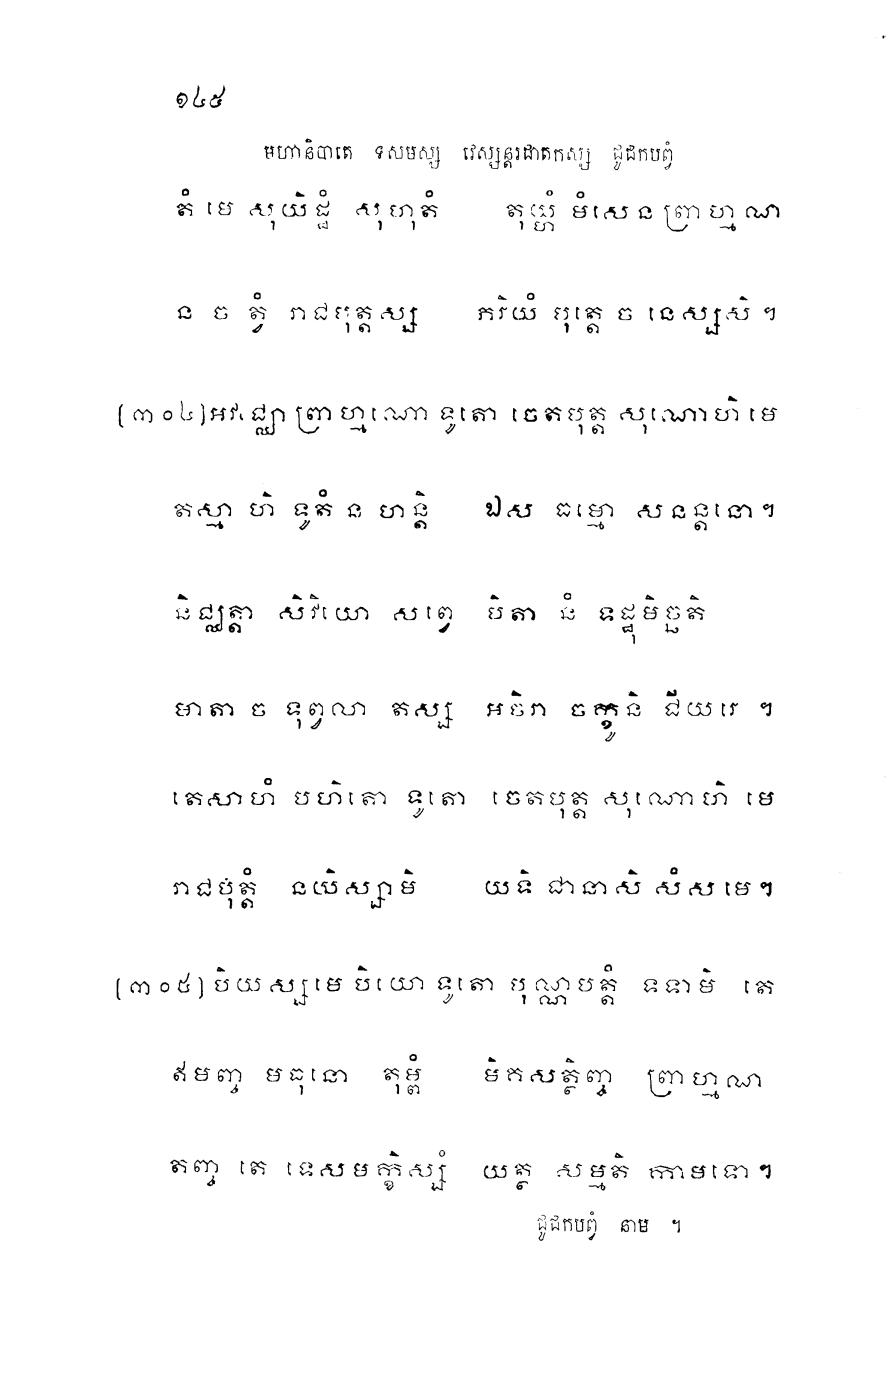 ១៤៥
មហានិបាតេ ទសមស្ស វេស្សន្តរជាតកស្ស ជូជកបព្វំ
តំ មេ សុយិដ្ឋំ សុហុតំ តុយ្ហំ មំសេន ព្រាហ្មណ
ន ច ត្វំ រាជបុត្តស្ស ភរិយំ បុត្តេ ច នេស្សសិ ។
(៣០៤) អវជ្ឈោ ព្រាហ្មណោ ទូតោ ចេតបុត្ត សុណោហិ មេ
តស្មា ហិ ទូតំ ន ហន្តិ ឯស ធម្មោ សនន្តនោ ។
និជ្ឈត្តា សិវិយោ សព្វេ បិតា នំ ទដ្ឋុមិច្ឆតិ
មាតា ច ទុព្វលា តស្ស អចិរា ចក្ខូនិ ជីយរេ ។
តេសាហំ បហិតោ ទូតោ ចេតបុត្ត សុណោហិ មេ
រាជបុត្តំ នយិស្សាមិ យទិ ជានាសិ សំស មេ ។
(៣០៥) បិយស្ស មេ បិយោ ទូតោ បុណ្ណបត្តំ ទទាមិ តេ
ឥមញ្ច មធុនោ តុម្ពំ មិគសត្ថិញ្ច ព្រាហ្មណ
តញ្ច តេ ទេសមក្ខិស្សំ យត្ថ សម្មតិ កាមទោ ។
ជូជកបព្វំ នាម ។